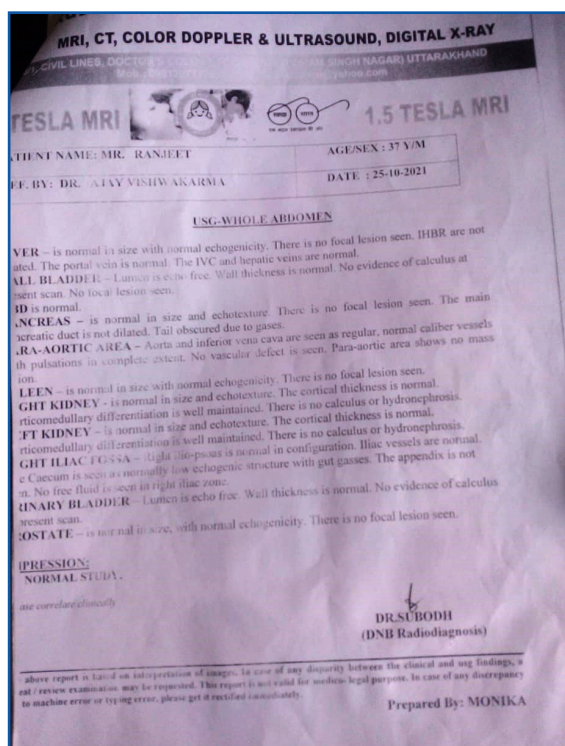 MRI, CT, COLOR DOPPLER & ULTRASOUND, DIGITAL X-RAY
CIVIL LINES, SINGH NAGAR) UTTARAKHAND
yahoo.com
TESLA MRI 1.5 TESLA MRI
ATIENT NAME: MR. RANJEET AGE/SEX : 37 Y/M
EF. BY: DR. AJAY VISHWAKARMA DATE : 25-10-2021
USG-WHOLE ABDOMEN
VER – is normal in size with normal echogenicity. There is no focal lesion seen. IHBR are not
ated. The portal vein is normal. The IVC and hepatic veins are normal.
ALL BLADDER – Lumen is echo free. Wall thickness is normal. No evidence of calculus at
esent scan. No focal lesion seen.
BD is normal.
ANCREAS – is normal in size and echotexture. There is no focal lesion seen. The main
ncreatic duct is not dilated. Tail obscured due to gases.
ARA-AORTIC AREA – Aorta and inferior vena cava are seen as regular, normal caliber vessels
th pulsations in complete extent. No vascular defect is seen. Para-aortic area shows no mass
ion.
LEEN – is normal in size with normal echogenicity. There is no focal lesion seen.
GHT KIDNEY - is normal in size and echotexture. The cortical thickness is normal.
rticomedullary differentiation is well maintained. There is no calculus or hydronephrosis.
EFT KIDNEY – is normal in size and echotexture. The cortical thickness is normal.
rticomedullary differentiation is well maintained. There is no calculus or hydronephrosis.
GHT ILIAC FOSSA – Right ilio-psoas is normal in configuration. Iliac vessels are normal.
e Caecum is seen as normally low echogenic structure with gut gasses. The appendix is not
en. No free fluid is seen in right iliac zone.
RINARY BLADDER – Lumen is echo free. Wall thickness is normal. No evidence of calculus
present scan.
ROSTATE – is normal in size, with normal echogenicity. There is no focal lesion seen.
IPRESSION:
NORMAL STUDY.
ase correlate clinically
DR.SUBODH
(DNB Radiodiagnosis)
above report is based on interpretation of images. In case of any disparity between the clinical and usg findings, a
eat / review examination may be requested. This report is not valid for medico- legal purpose. In case of any discrepancy
to machine error or typing error, please get it rectified immediately.
Prepared By: MONIKA